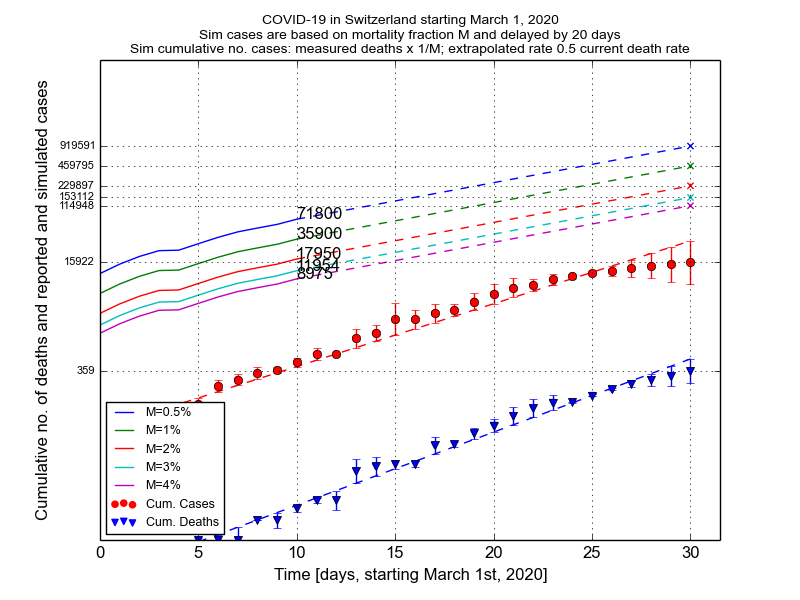 COVID-19 in Switzerland starting March 1, 2020
Sim cases are based on mortality fraction M and delayed by 20 days
Sim cumulative no. cases: measured deaths x 1/M; extrapolated rate 0.5 current death rate
Cumulative no. of deaths and reported and simulated cases
919591
459795
229897
153112
114948
15922
359
71800
35900
17950
11954
8975
M=0.5%
M=1%
M=2%
M=3%
M=4%
Cum. Cases
Cum. Deaths
0 5 10 15 20 25 30
Time [days, starting March 1st, 2020]